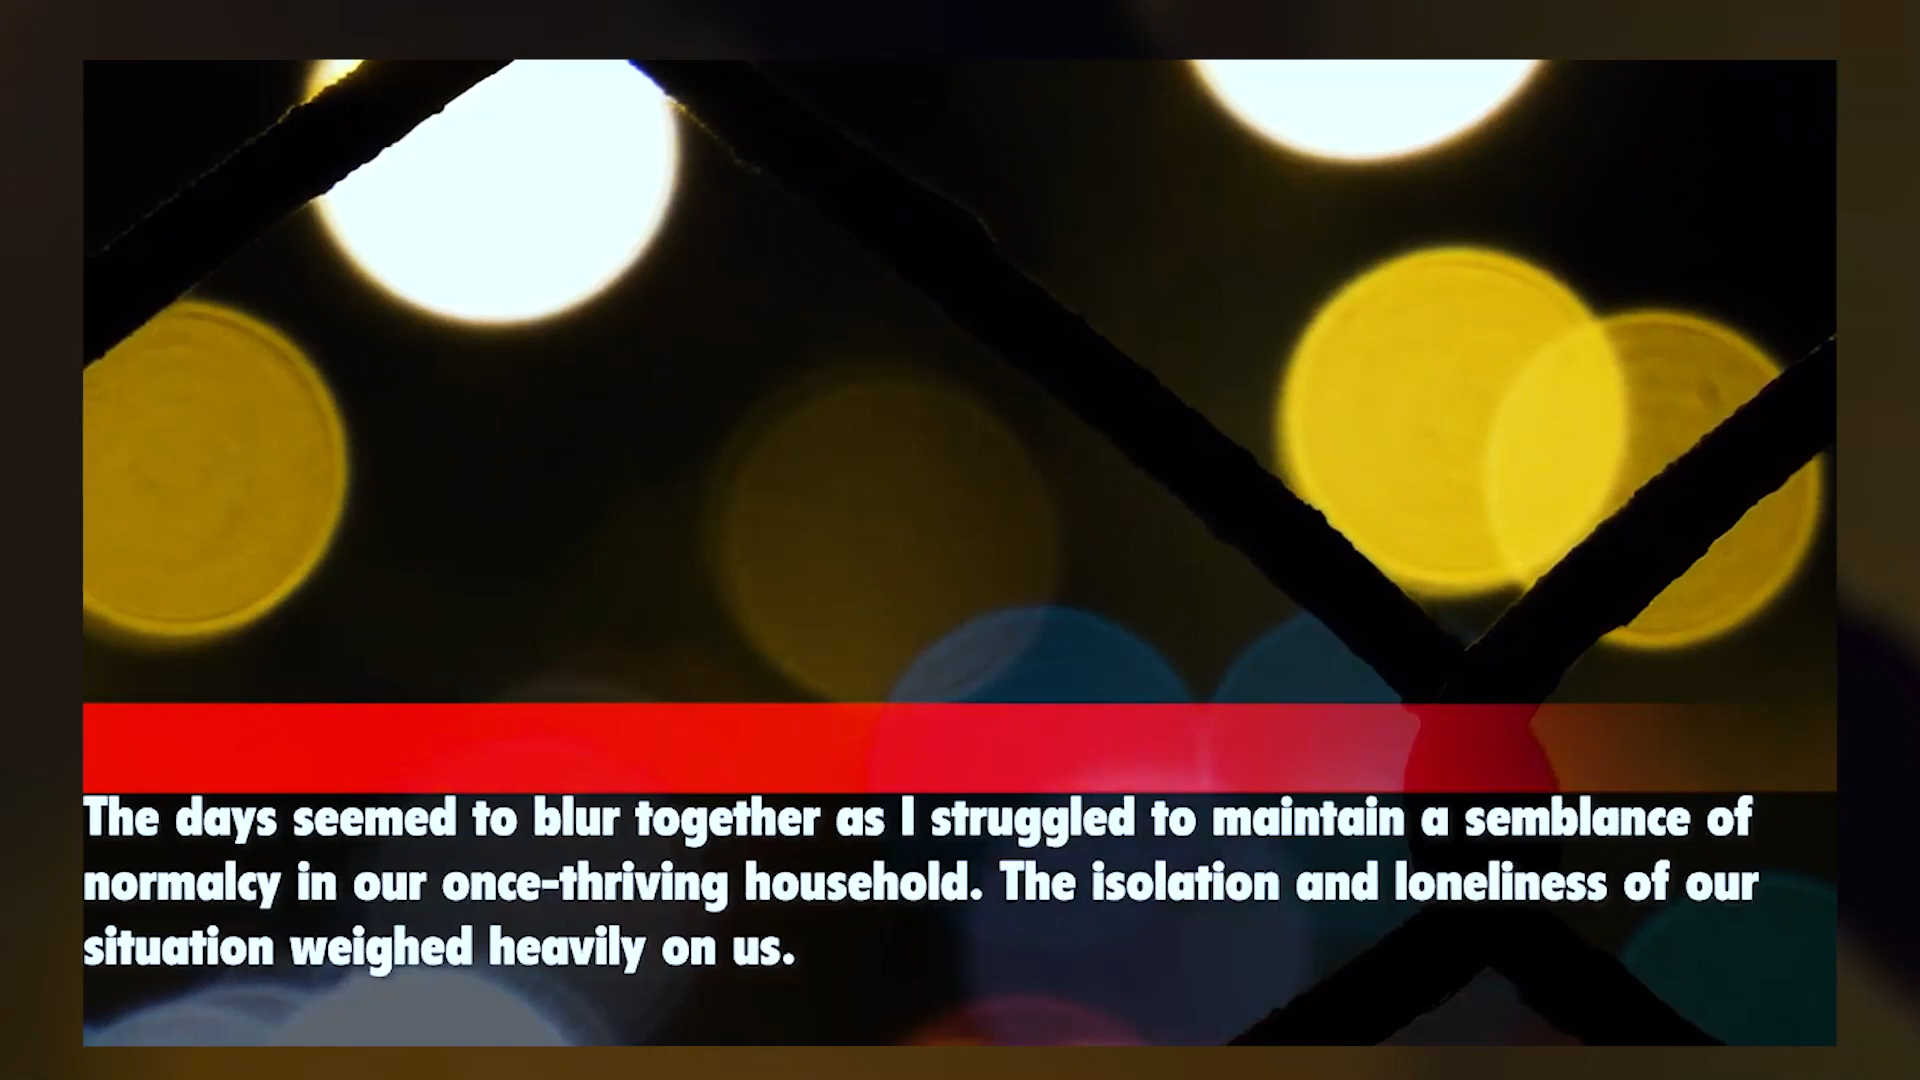 The days seemed to blur together as I struggled to maintain a semblance of
normalcy in our once-thriving household. The isolation and loneliness of our
situation weighed heavily on us.